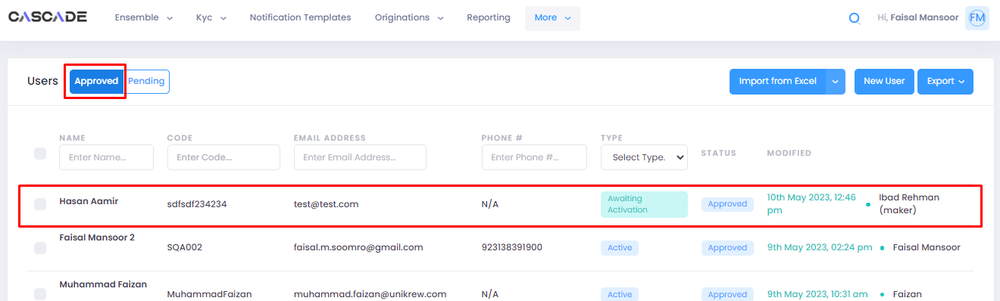 CASCADE Ensemble Kyc Notification Templates Originations Reporting More Hi, Faisal Mansoor FM
Users Approved Pending Import from Excel New User Export
NAME CODE EMAIL ADDRESS PHONE # TYPE STATUS MODIFIED
Enter Name... Enter Code... Enter Email Address... Enter Phone #... Select Type.
Hasan Aamir sdfsdf234234 test@test.com N/A Awaiting Activation Approved 10th May 2023, 12:46 pm Ibad Rehman (maker)
Faisal Mansoor 2 SQA002 faisal.m.soomro@gmail.com 923138391900 Active Approved 9th May 2023, 02:24 pm Faisal Mansoor
Muhammad Faizan MuhammadFaizan muhammad.faizan@unikrew.com N/A Active Approved 9th May 2023, 10:31 am Faizan